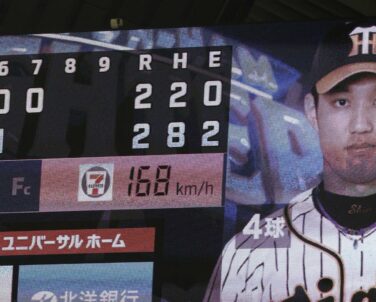 6 7 8 9 R H E
0 0 2 2 0
2 8 2
Fc 7 168 km/h
4球
ユニバーサル ホーム
北洋銀行